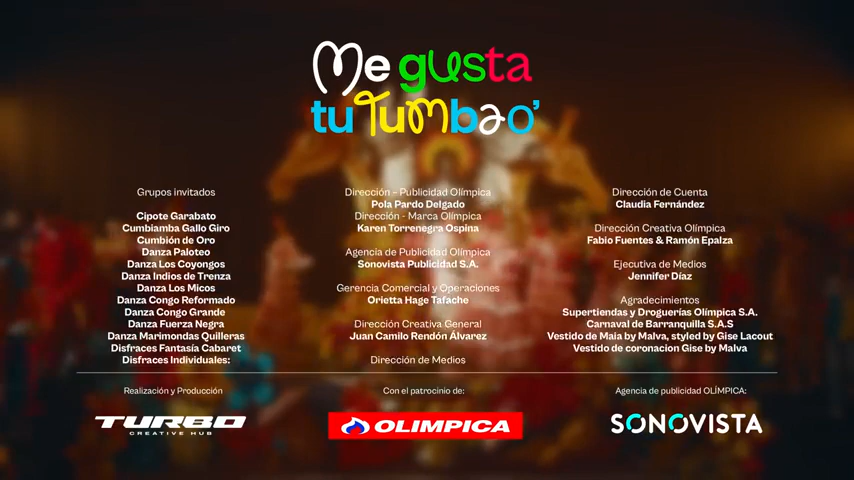 Me gusta
tu Tumbao'
Grupos invitados
Cipote Garabato
Cumbiamba Gallo Giro
Cumbión de Oro
Danza Paloteo
Danza Los Coyongos
Danza Indios de Trenza
Danza Los Micos
Danza Congo Reformado
Danza Congo Grande
Danza Fuerza Negra
Danza Marimondas Quilleras
Disfraces Fantasía Cabaret
Disfraces Individuales:
Dirección – Publicidad Olímpica
Pola Pardo Delgado
Dirección - Marca Olímpica
Karen Torrenegra Ospina
Agencia de Publicidad Olímpica
Sonovista Publicidad S.A.
Gerencia Comercial y Operaciones
Orietta Hage Tafache
Dirección Creativa General
Juan Camilo Rendón Álvarez
Dirección de Medios
Dirección de Cuenta
Claudia Fernández
Dirección Creativa Olímpica
Fabio Fuentes & Ramón Epalza
Ejecutiva de Medios
Jennifer Díaz
Agradecimientos
Supertiendas y Droguerías Olímpica S.A.
Carnaval de Barranquilla S.A.S
Vestido de Maia by Malva, styled by Gise Lacout
Vestido de coronacion Gise by Malva
Realización y Producción
TURBO
CREATIVE HUB
Con el patrocinio de:
OLIMPICA
Agencia de publicidad OLÍMPICA:
SONOVISTA